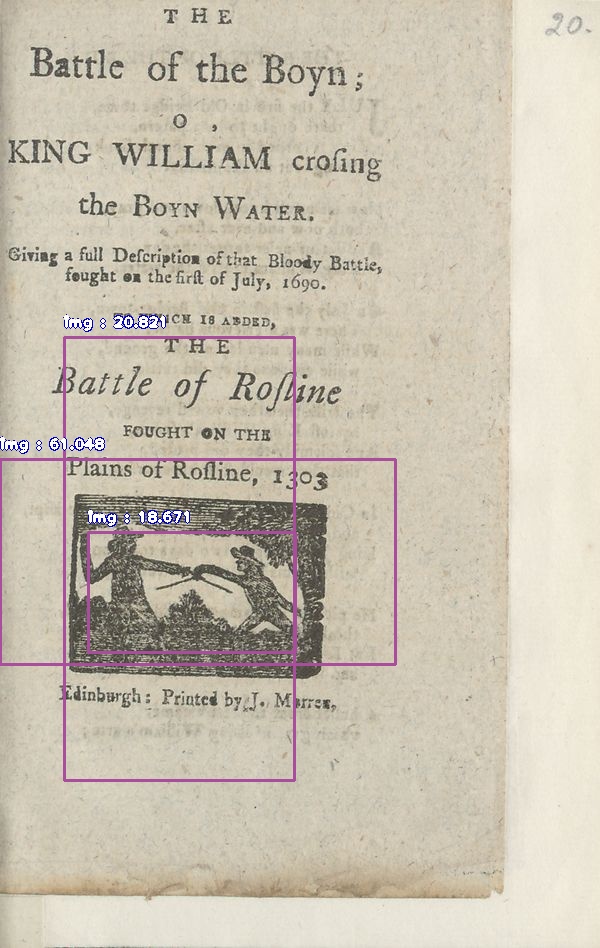 20.
THE
Battle of the Boyn;
O,
KING WILLIAM croſing
the BOYN WATER.
Giving a full Deſcription of that Bloody Battle,
fought on the firſt of July, 1690.
Img : 20.821
IS ADDED,
THE
Battle of Roſline
FOUGHT ON THE
Img : 61.048
Plains of Roſline, 1303
Img : 18.671
Edinburgh: Printed by J. Morren,